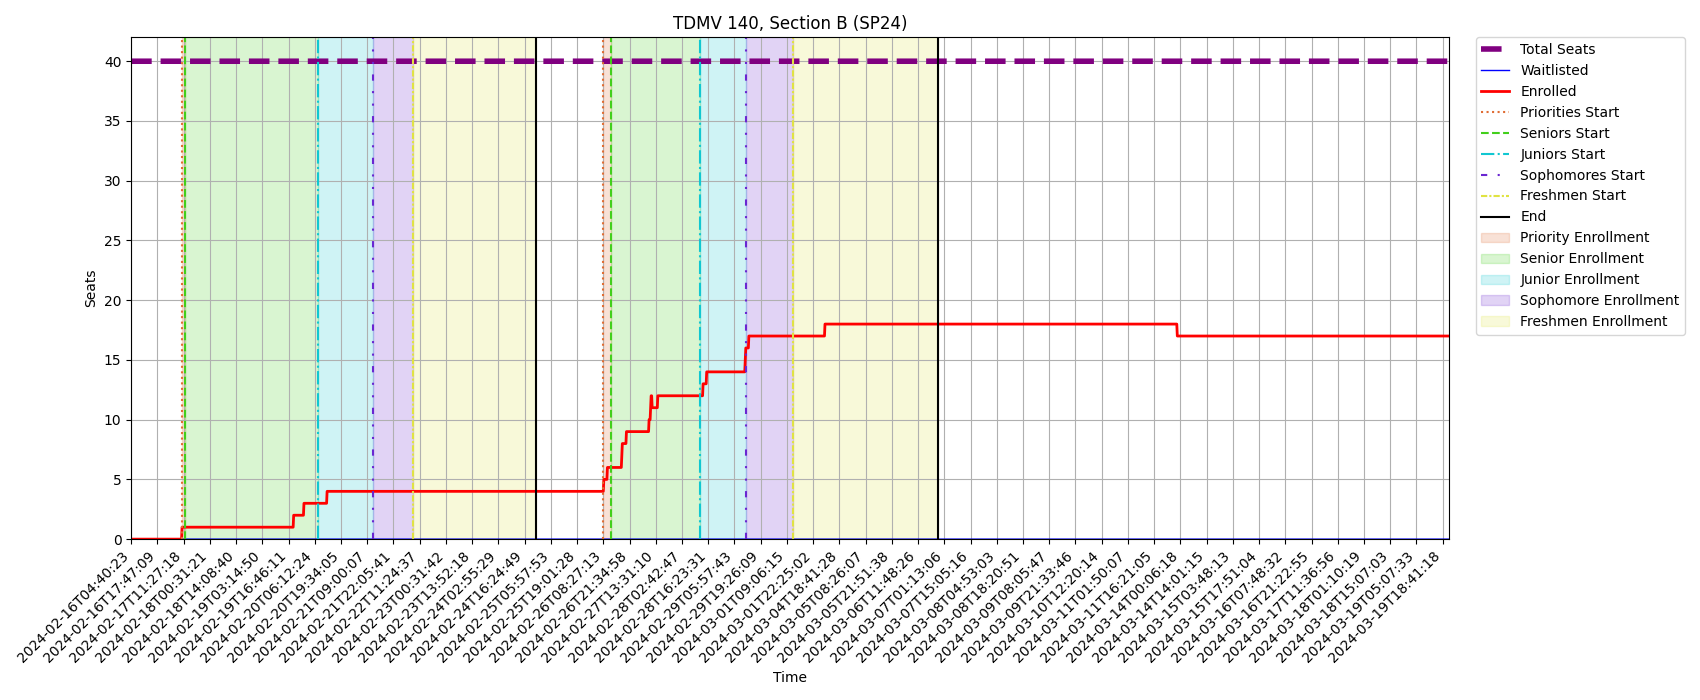 TDMV 140, Section B (SP24)
Total Seats
Waitlisted
Enrolled
Priorities Start
Seniors Start
Juniors Start
Sophomores Start
Freshmen Start
End
Priority Enrollment
Senior Enrollment
Junior Enrollment
Sophomore Enrollment
Freshmen Enrollment
Seats
40
35
30
25
20
15
10
5
0
2024-02-16T04:40:23
2024-02-16T17:47:09
2024-02-17T11:27:18
2024-02-18T00:31:21
2024-02-18T14:08:40
2024-02-19T03:14:50
2024-02-19T16:46:11
2024-02-20T06:12:24
2024-02-20T19:34:05
2024-02-21T09:00:07
2024-02-21T22:05:41
2024-02-22T11:24:37
2024-02-23T00:31:42
2024-02-23T13:52:18
2024-02-24T02:55:29
2024-02-24T16:24:49
2024-02-25T05:57:53
2024-02-25T19:01:28
2024-02-26T08:27:13
2024-02-26T21:34:58
2024-02-27T13:31:10
2024-02-28T02:42:47
2024-02-28T16:23:31
2024-02-29T05:57:43
2024-02-29T19:26:09
2024-03-01T09:06:15
2024-03-01T22:25:02
2024-03-04T18:41:28
2024-03-05T08:26:07
2024-03-05T21:51:38
2024-03-06T11:48:26
2024-03-07T01:13:06
2024-03-07T15:05:16
2024-03-08T04:53:03
2024-03-08T18:20:51
2024-03-09T08:05:47
2024-03-09T21:33:46
2024-03-10T12:20:14
2024-03-11T01:50:07
2024-03-11T16:21:05
2024-03-14T00:06:18
2024-03-14T14:01:15
2024-03-15T03:48:13
2024-03-15T17:51:04
2024-03-16T07:48:32
2024-03-16T21:22:55
2024-03-17T11:36:56
2024-03-18T01:10:19
2024-03-18T15:07:03
2024-03-19T05:07:33
2024-03-19T18:41:18
Time